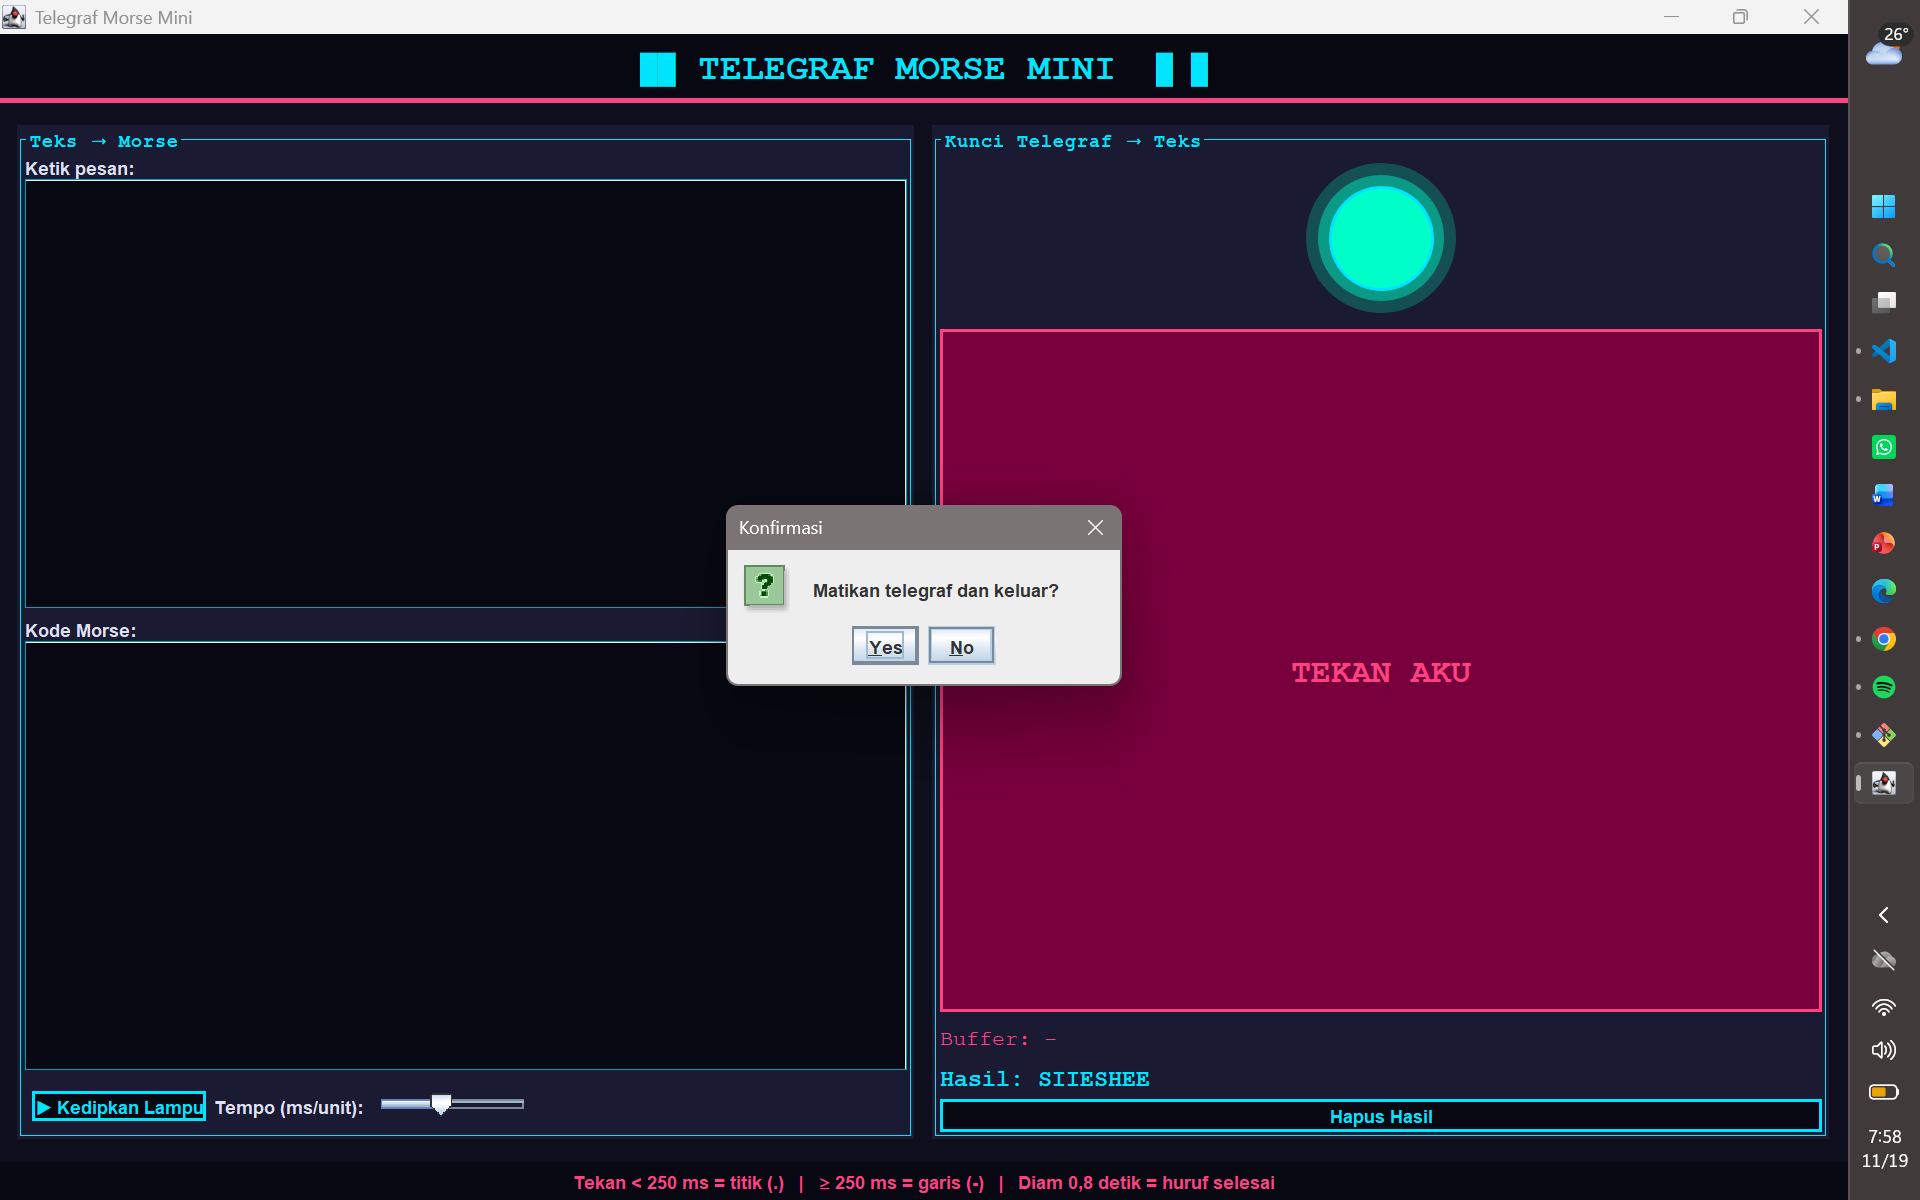 Telegraf Morse Mini
TELEGRAF MORSE MINI
26°
Teks → Morse
Ketik pesan:
Kode Morse:
▶ Kedipkan Lampu
Tempo (ms/unit):
Kunci Telegraf → Teks
TEKAN AKU
Buffer: -
Hasil: SIIESHEE
Hapus Hasil
Konfirmasi
?
Matikan telegraf dan keluar?
Yes
No
Tekan < 250 ms = titik (.) | ≥ 250 ms = garis (-) | Diam 0,8 detik = huruf selesai
7:58
11/19